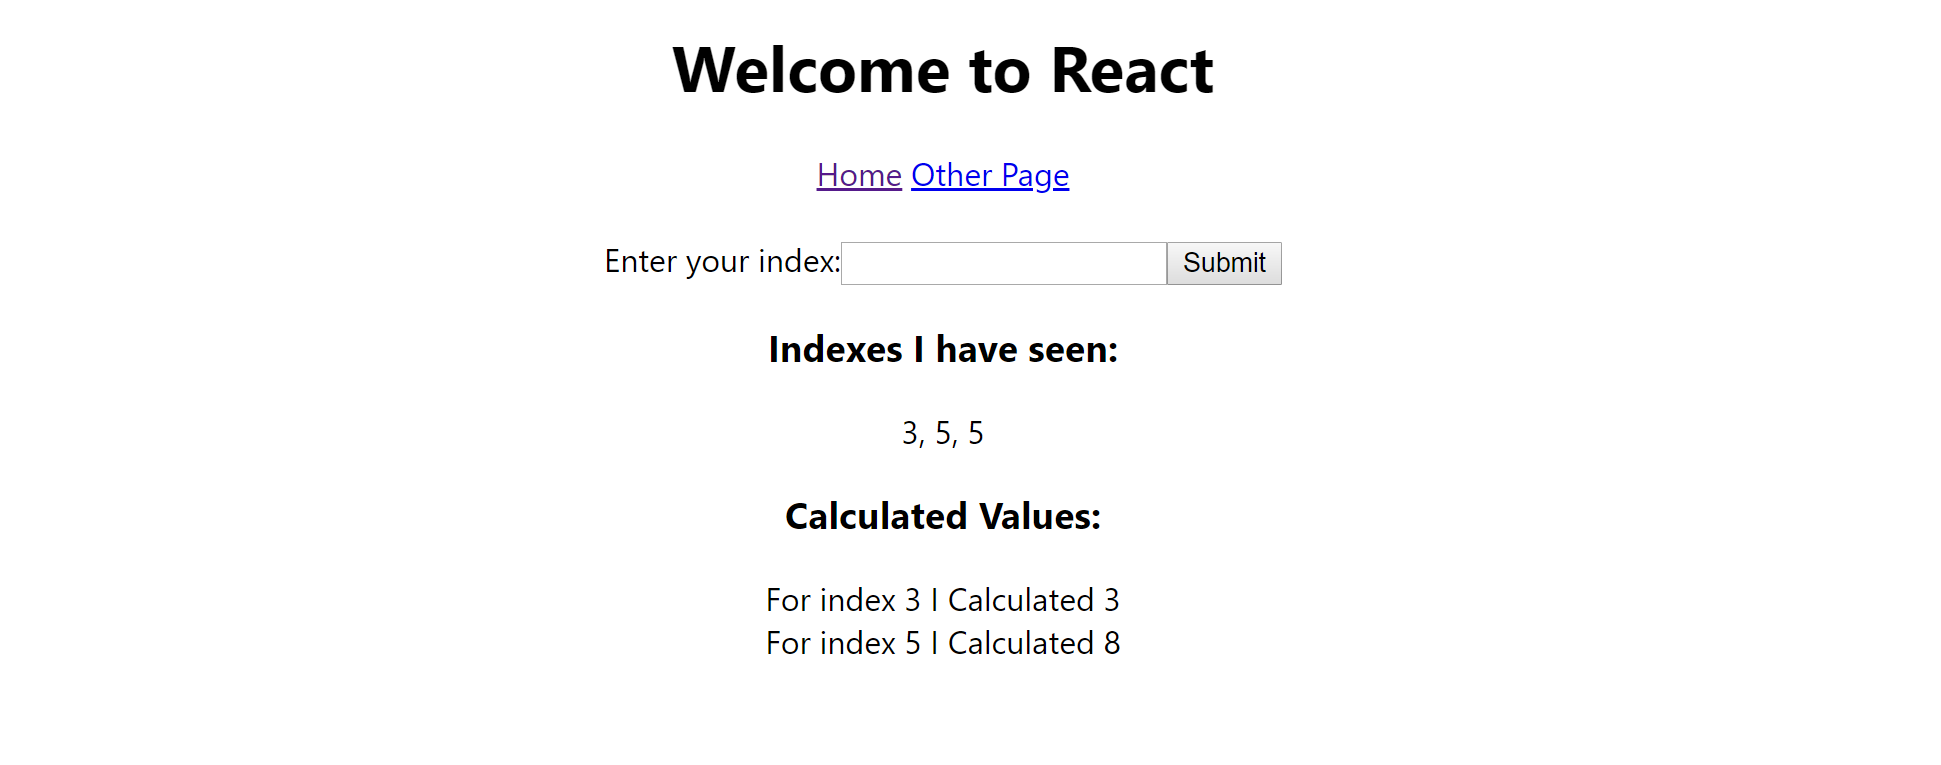 Welcome to React
Home Other Page
Enter your index: Submit
Indexes I have seen:
3, 5, 5
Calculated Values:
For index 3 I Calculated 3
For index 5 I Calculated 8